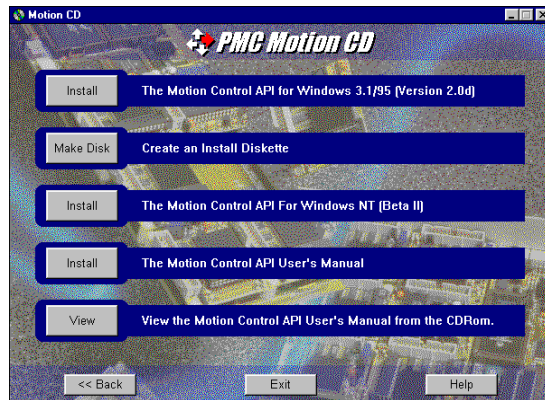 Motion CD
PMC Motion CD
Install The Motion Control API for Windows 3.1/95 (Version 2.0d)
Make Disk Create an Install Diskette
Install The Motion Control API For Windows NT (Beta II)
Install The Motion Control API User's Manual
View View the Motion Control API User's Manual from the CDRom.
<< Back Exit Help